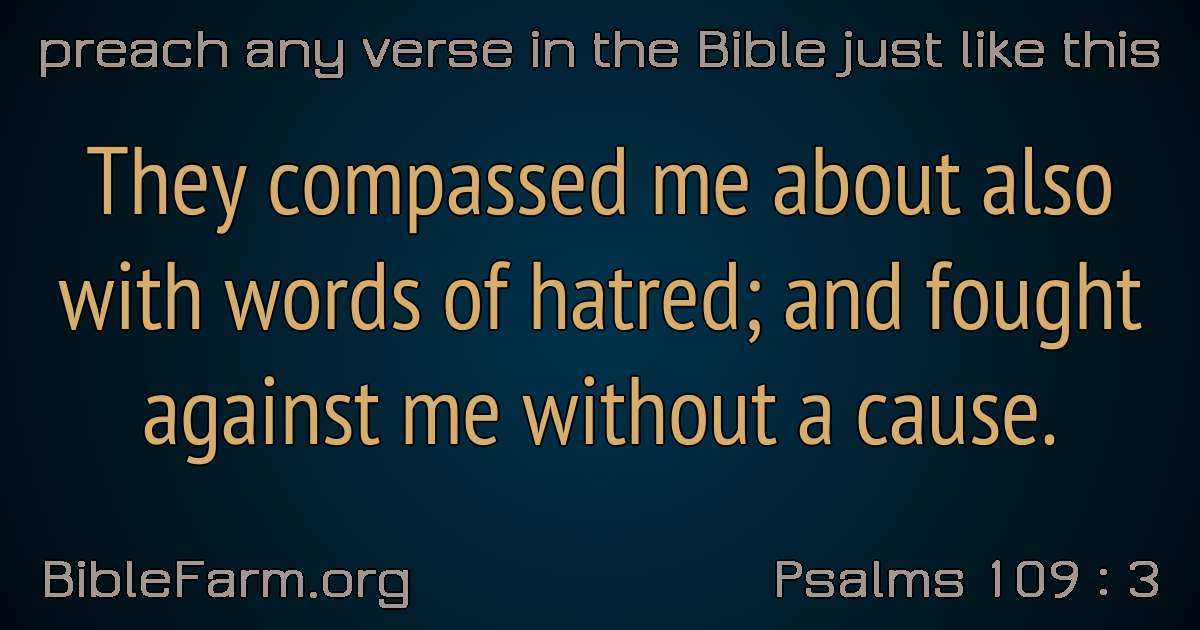 preach any verse in the Bible just like this
They compassed me about also
with words of hatred; and fought
against me without a cause.
BibleFarm.org
Psalms 109 : 3